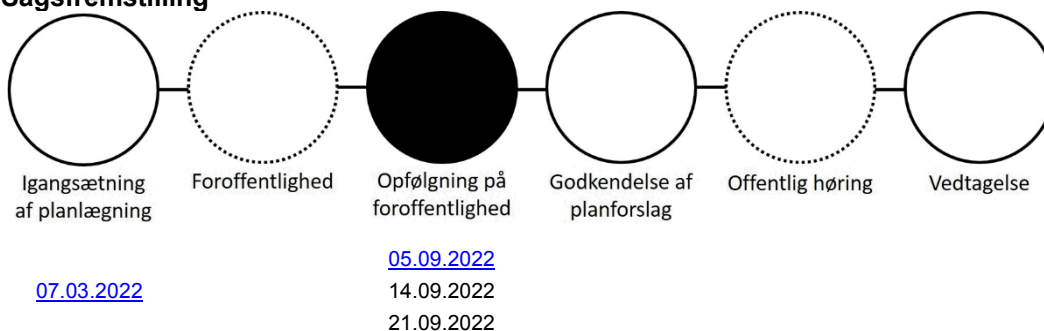 Sagsfremstilling
Igangsætning
af planlægning
Foroffentlighed
Opfølgning på
foroffentlighed
Godkendelse af
planforslag
Offentlig høring
Vedtagelse
07.03.2022
05.09.2022
14.09.2022
21.09.2022